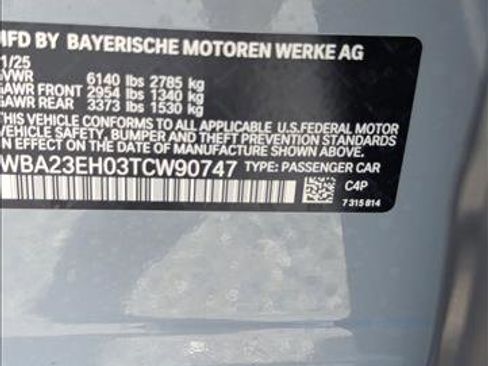 MFD BY BAYERISCHE MOTOREN WERKE AG
1/25
GVWR 6140 lbs 2785 kg
GAWR FRONT 2954 lbs 1340 kg
GAWR REAR 3373 lbs 1530 kg
VEHICLE CONFORMS TO ALL APPLICABLE U.S.FEDERAL MOTOR
VEHICLE SAFETY, BUMPER AND THEFT PREVENTION STANDARDS
IN EFFECT ON THE DATE OF MANUFACTURE SHOWN ABOVE.
WBA23EH03TCW90747 TYPE: PASSENGER CAR
C4P
7 315 814